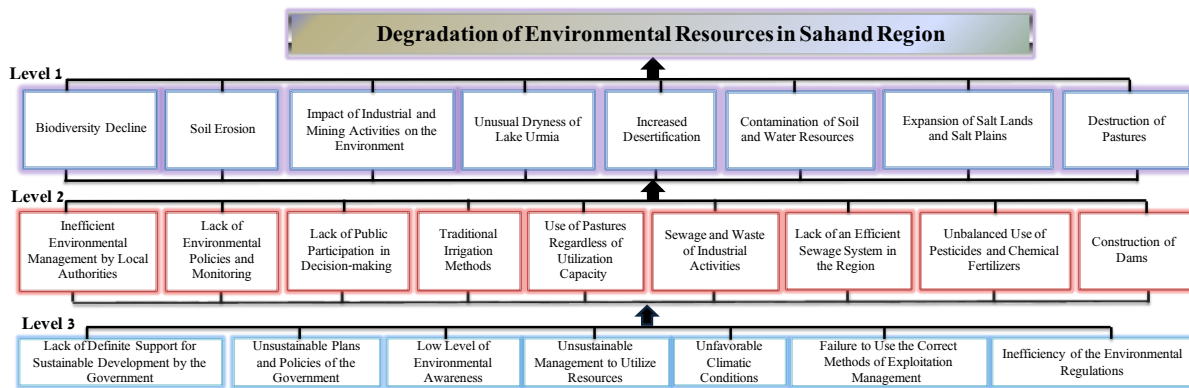 Degradation of Environmental Resources in Sahand Region
Level 1
Biodiversity Decline
Soil Erosion
Impact of Industrial and
Mining Activities on the
Environment
Unusual Dryness of
Lake Urmia
Increased
Desertification
Contamination of Soil
and Water Resources
Expansion of Salt Lands
and Salt Plains
Destruction of
Pastures
Level 2
Inefficient
Environmental
Management by Local
Authorities
Lack of
Environmental
Policies and Monitoring
Lack of Public
Participation in
Decision-making
Traditional
Irrigation
Methods
Use of Pastures
Regardless of
Utilization
Capacity
Sewage and Waste
of Industrial
Activities
Lack of an Efficient
Sewage System in
the Region
Unbalanced Use of
Pesticides and Chemical
Fertilizers
Construction of
Dams
Level 3
Lack of Definite Support for
Sustainable Development by the
Government
Unsustainable Plans
and Policies of the
Government
Low Level of
Environmental
Awareness
Unsustainable
Management to Utilize
Resources
Unfavorable
Climatic
Conditions
Failure to Use the Correct
Methods of Exploitation
Management
Inefficiency of the Environmental
Regulations